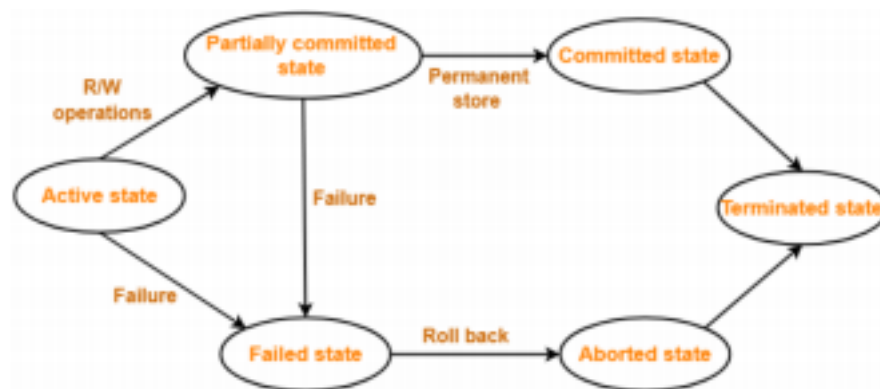 Partially committed
state
Committed state
Permanent
store
R/W
operations
Active state
Failure
Terminated state
Failure
Roll back
Failed state
Aborted state